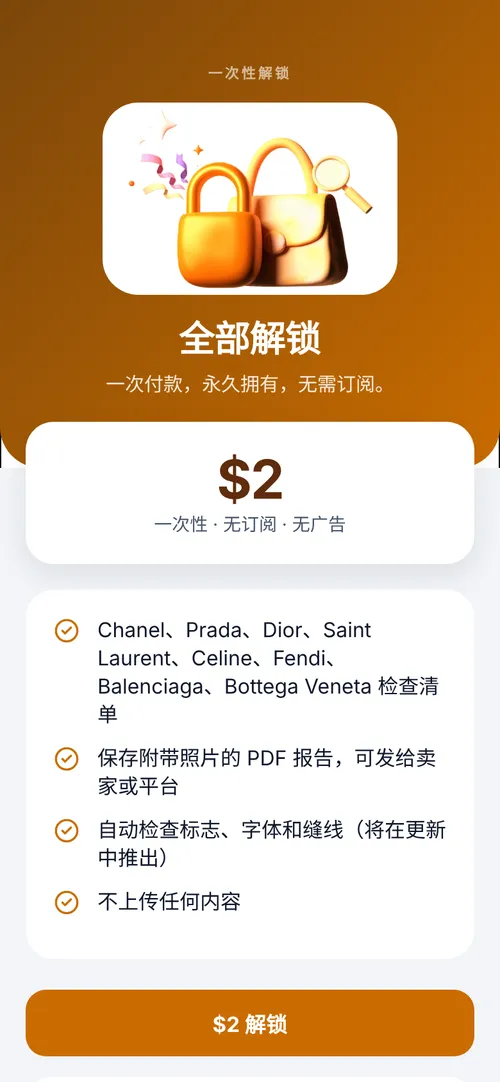 一次性解锁
全部解锁
一次付款，永久拥有，无需订阅。
$2
一次性 · 无订阅 · 无广告
Chanel、Prada、Dior、Saint
Laurent、Celine、Fendi、
Balenciaga、Bottega Veneta 检查清
单
保存附带照片的 PDF 报告，可发给卖
家或平台
自动检查标志、字体和缝线（将在更新
中推出）
不上传任何内容
$2 解锁